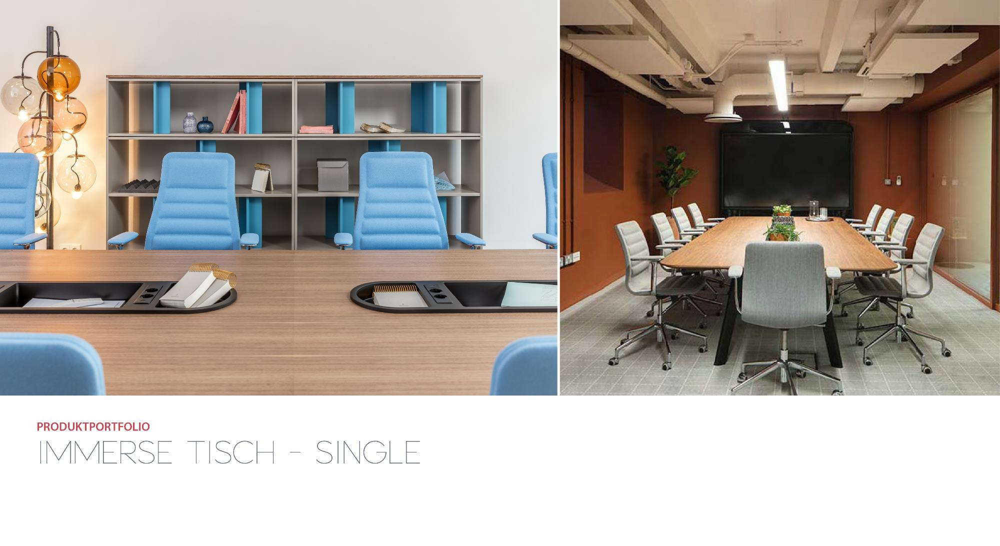 PRODUKTPORTFOLIO
IMMERSE TISCH - SINGLE